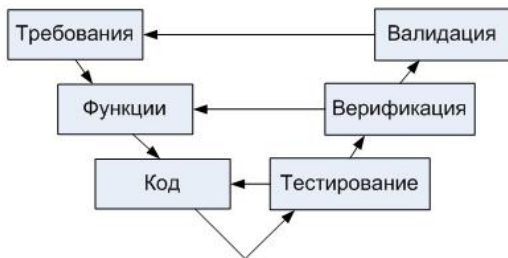 Требования
Валидация
Функции
Верификация
Код
Тестирование